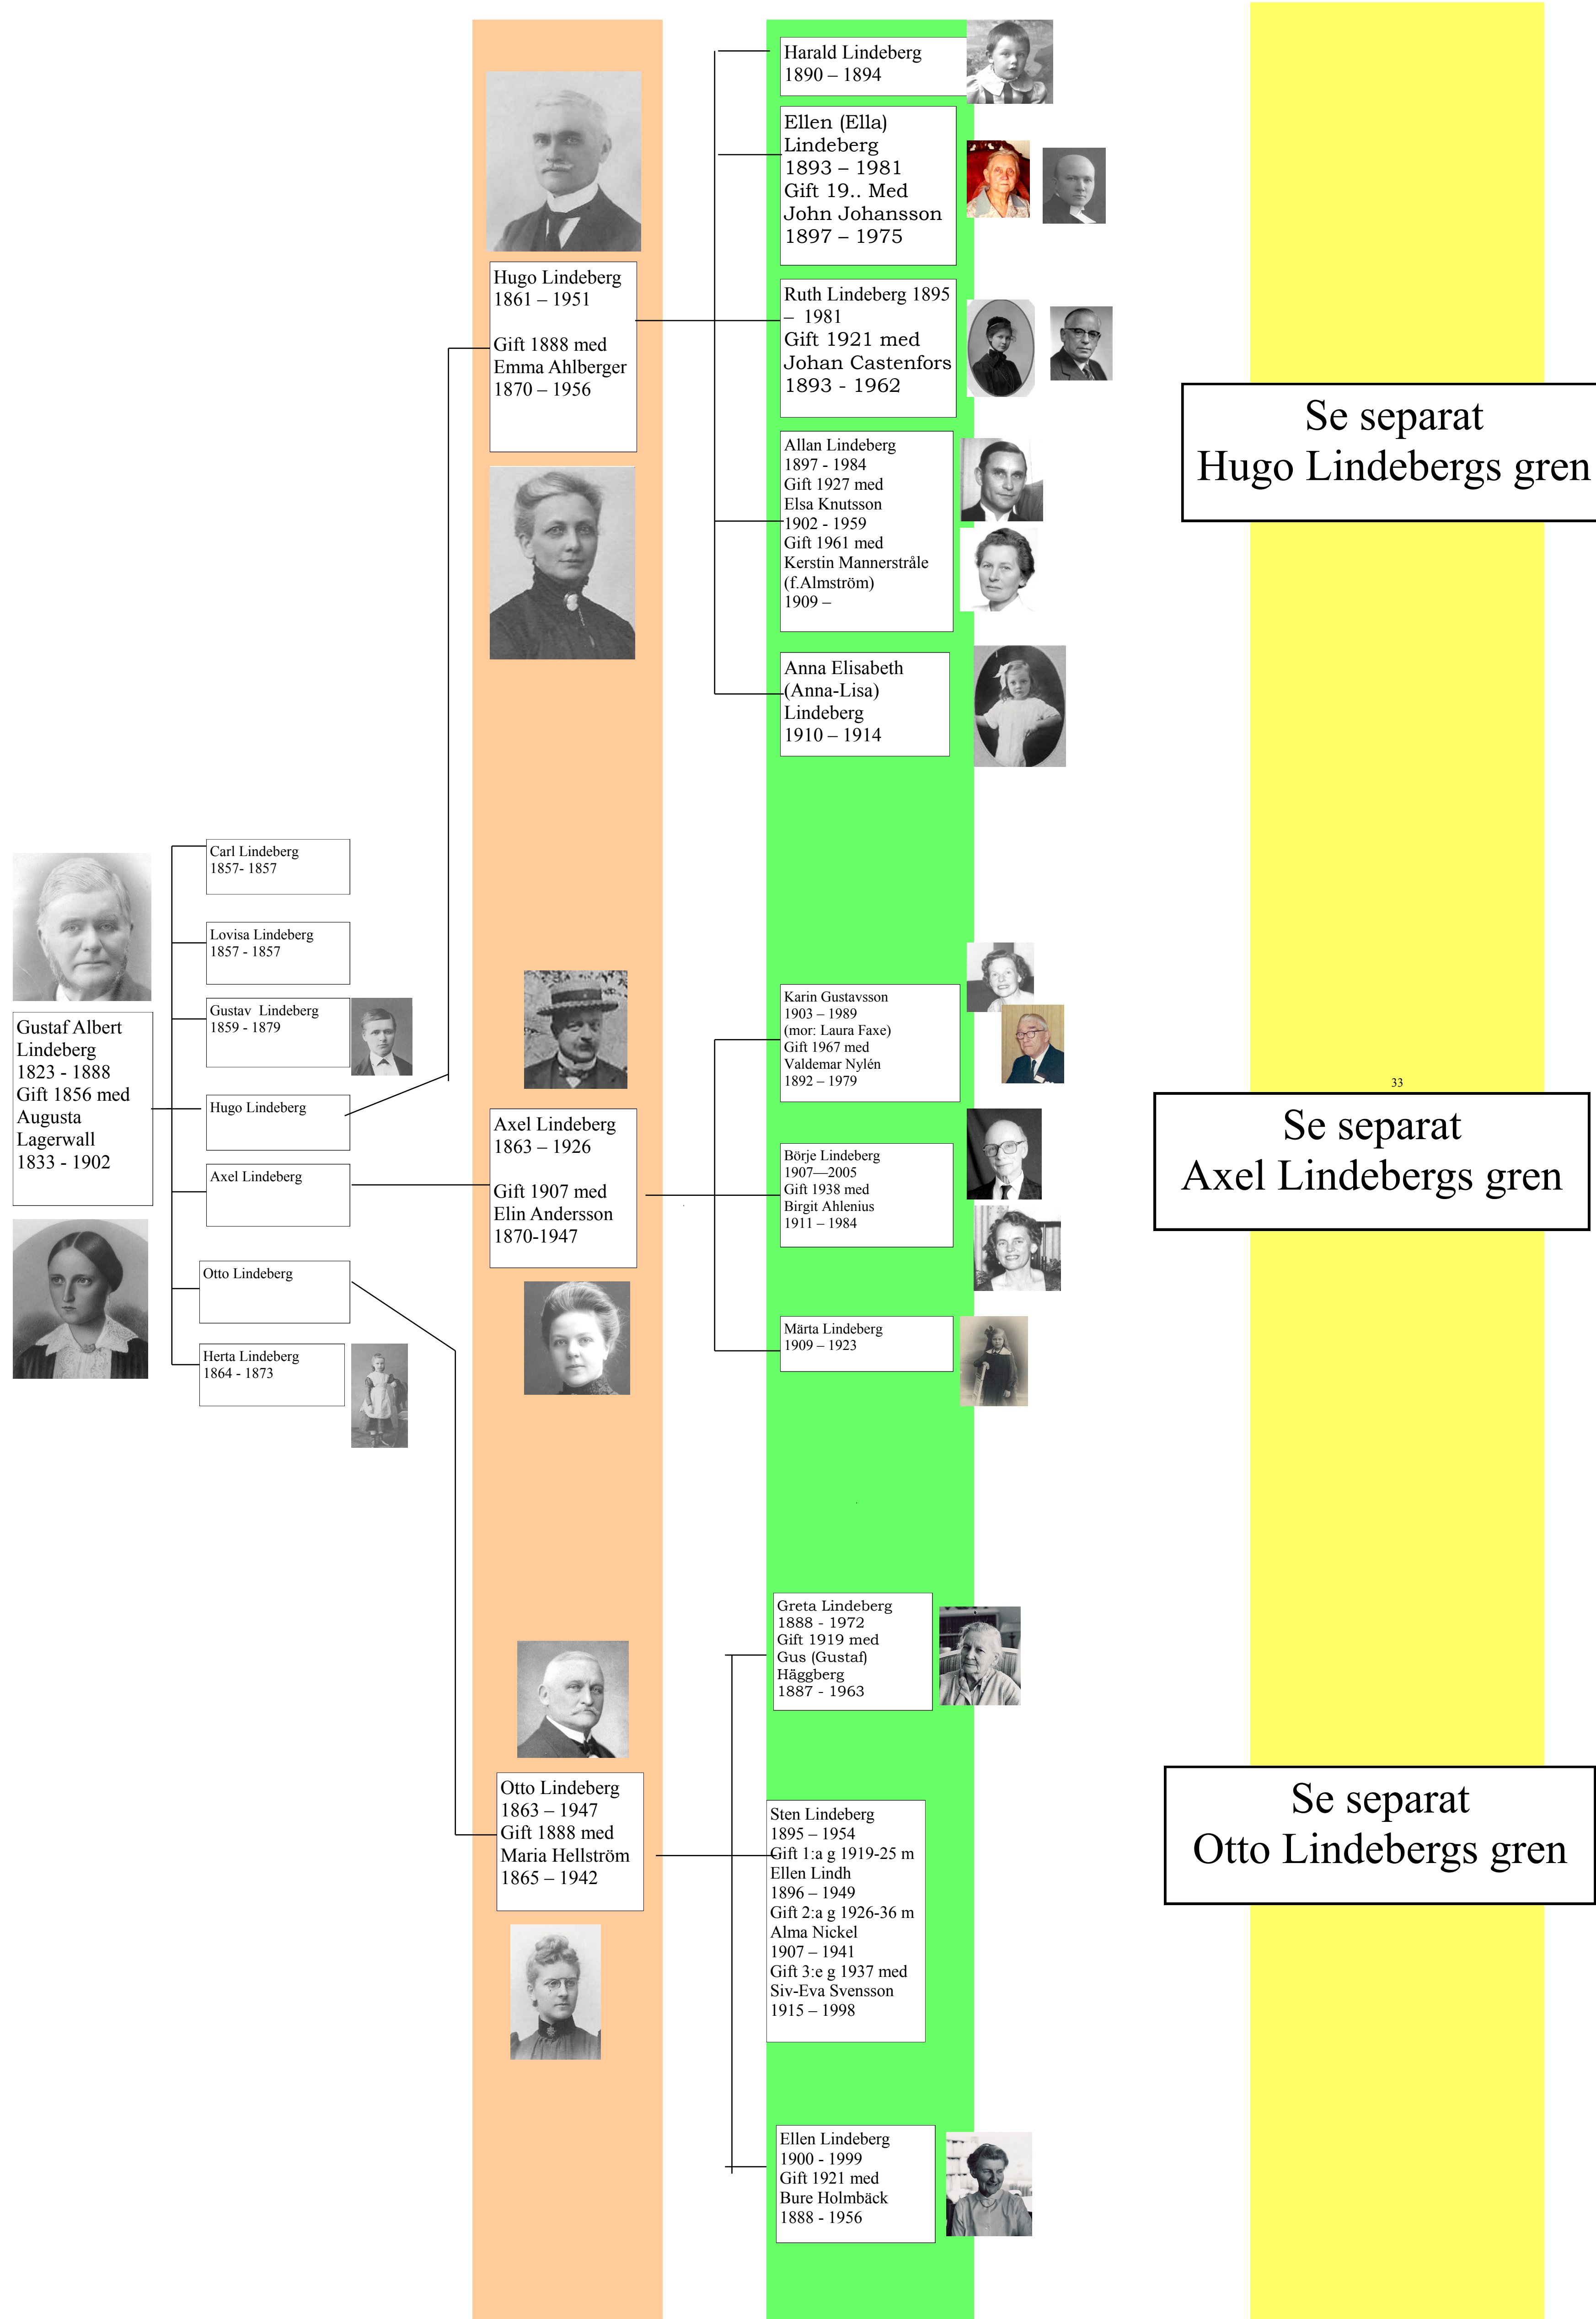 Gustaf Albert
Lindeberg
1823 - 1888
Gift 1856 med
Augusta
Lagerwall
1833 - 1902
Carl Lindeberg
1857- 1857
Lovisa Lindeberg
1857 - 1857
Gustav  Lindeberg
1859 - 1879
Hugo Lindeberg
Axel Lindeberg
Otto Lindeberg
Herta Lindeberg
1864 - 1873
Hugo Lindeberg
1861 – 1951
Gift 1888 med
Emma Ahlberger
1870 – 1956
Axel Lindeberg
1863 – 1926
Gift 1907 med
Elin Andersson
1870-1947
Otto Lindeberg
1863 – 1947
Gift 1888 med
Maria Hellström
1865 – 1942
Harald Lindeberg
1890 – 1894
Ellen (Ella)
Lindeberg
1893 – 1981
Gift 19.. Med
John Johansson
1897 – 1975
Ruth Lindeberg 1895
–  1981
Gift 1921 med
Johan Castenfors
1893 - 1962
Allan Lindeberg
1897 - 1984
Gift 1927 med
Elsa Knutsson
1902 - 1959
Gift 1961 med
Kerstin Mannerstråle
(f.Almström)
1909 –
Anna Elisabeth
(Anna-Lisa)
Lindeberg
1910 – 1914
Karin Gustavsson
1903 – 1989
(mor: Laura Faxe)
Gift 1967 med
Valdemar Nylén
1892 – 1979
Börje Lindeberg
1907—2005
Gift 1938 med
Birgit Ahlenius
1911 – 1984
Märta Lindeberg
1909 – 1923
Greta Lindeberg
1888 - 1972
Gift 1919 med
Gus (Gustaf)
Häggberg
1887 - 1963
Sten Lindeberg
1895 – 1954
Gift 1:a g 1919-25 m
Ellen Lindh
1896 – 1949
Gift 2:a g 1926-36 m
Alma Nickel
1907 – 1941
Gift 3:e g 1937 med
Siv-Eva Svensson
1915 – 1998
Ellen Lindeberg
1900 - 1999
Gift 1921 med
Bure Holmbäck
1888 - 1956
Se separat
Hugo Lindebergs gren
33
Se separat
Axel Lindebergs gren
Se separat
Otto Lindebergs gren